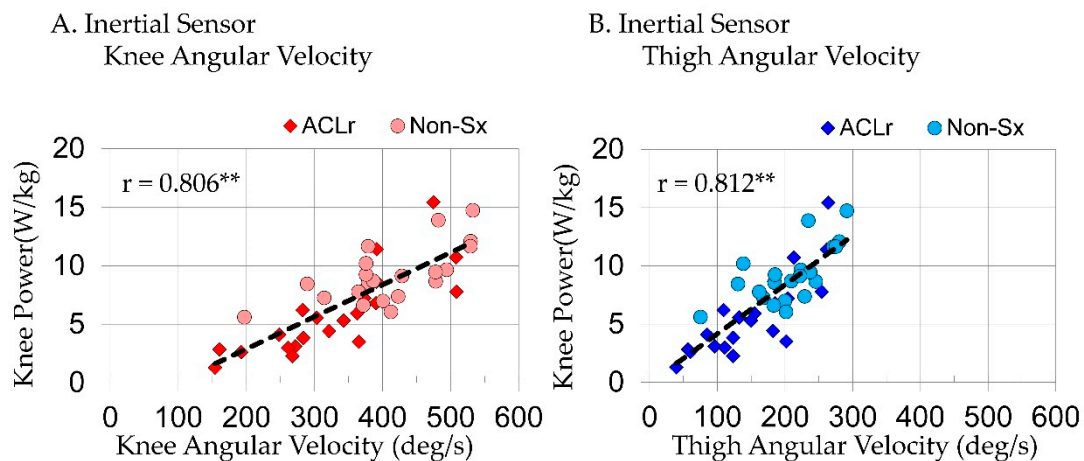 A. Inertial Sensor
Knee Angular Velocity
ACLr
Non-Sx
Knee Power(W/kg)
20
15
10
5
0
r = 0.806**
0 100 200 300 400 500 600
Knee Angular Velocity (deg/s)
B. Inertial Sensor
Thigh Angular Velocity
ACLr
Non-Sx
Knee Power (W/kg)
20
15
10
5
0
r = 0.812**
0 100 200 300 400 500 600
Thigh Angular Velocity (deg/s)